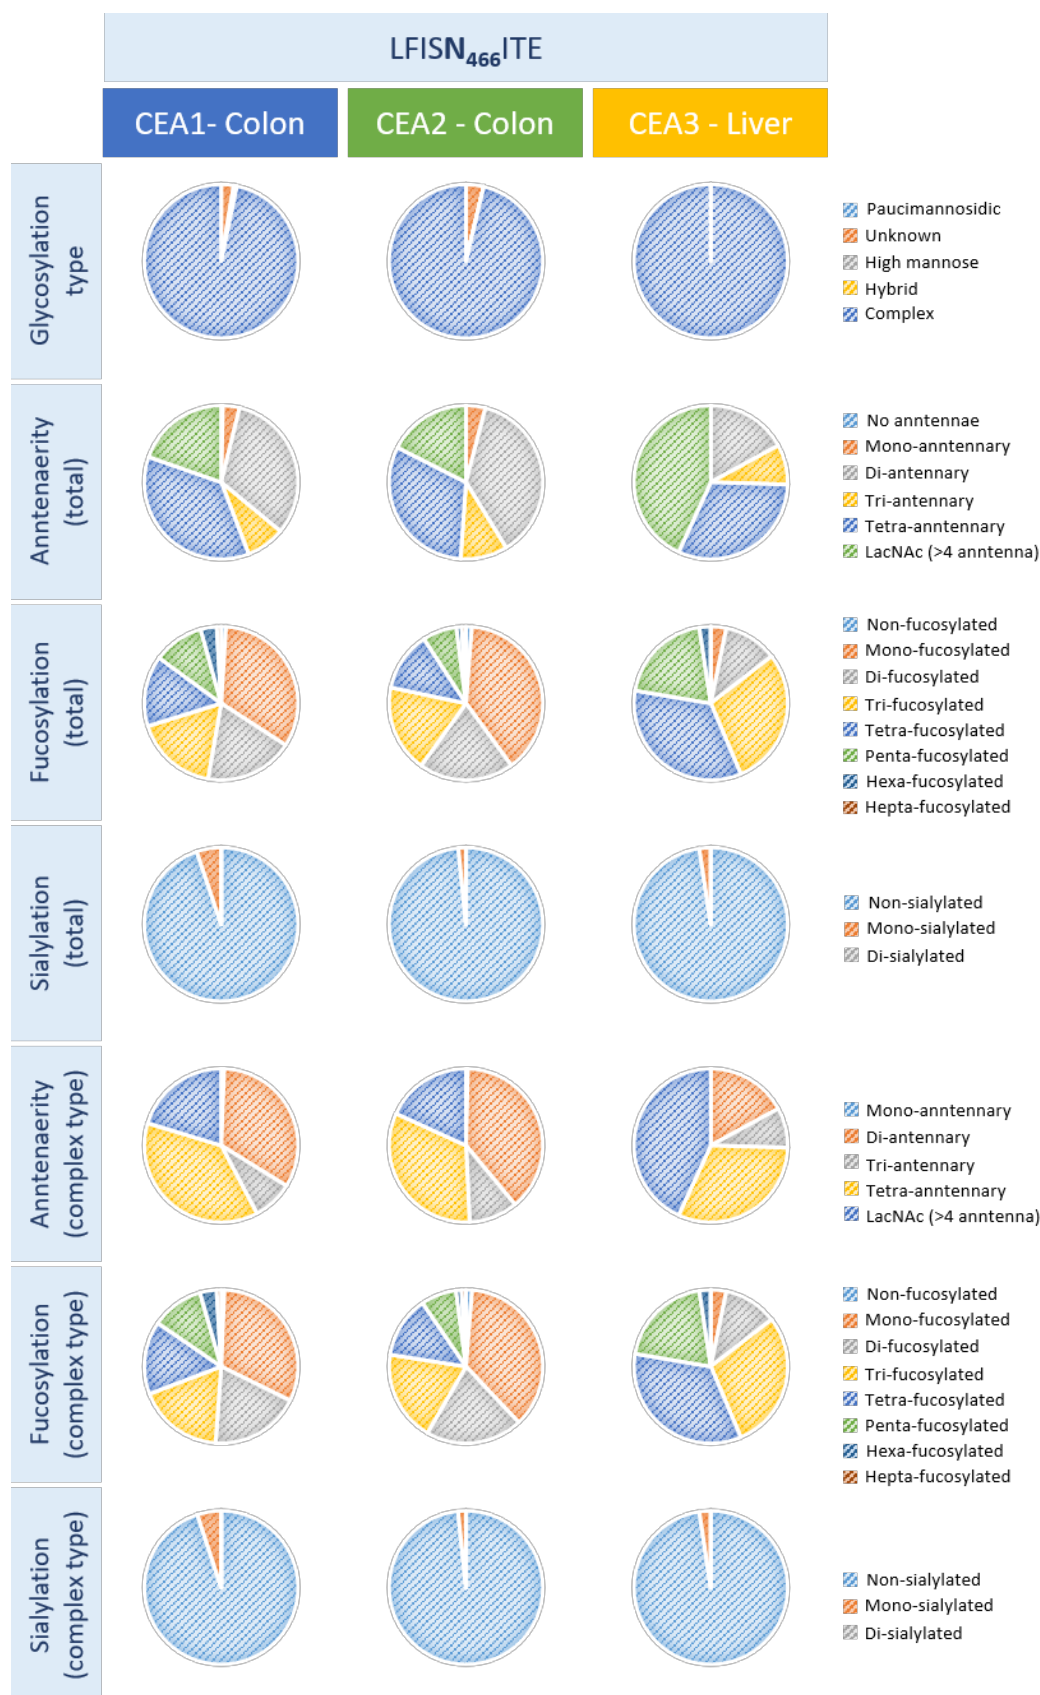 LFISN466ITE
CEA1- Colon
CEA2 - Colon
CEA3 - Liver
Glycosylation
type
Paucimannosidic
Unknown
High mannose
Hybrid
Complex
Anntenaerity
(total)
No anntennae
Mono-anntennary
Di-antennary
Tri-antennary
Tetra-anntennary
LacNAc (>4 anntenna)
Fucosylation
(total)
Non-fucosylated
Mono-fucosylated
Di-fucosylated
Tri-fucosylated
Tetra-fucosylated
Penta-fucosylated
Hexa-fucosylated
Hepta-fucosylated
Sialylation
(total)
Non-sialylated
Mono-sialylated
Di-sialylated
Anntenaerity
(complex type)
Mono-anntennary
Di-antennary
Tri-antennary
Tetra-anntennary
LacNAc (>4 anntenna)
Fucosylation
(complex type)
Non-fucosylated
Mono-fucosylated
Di-fucosylated
Tri-fucosylated
Tetra-fucosylated
Penta-fucosylated
Hexa-fucosylated
Hepta-fucosylated
Sialylation
(complex type)
Non-sialylated
Mono-sialylated
Di-sialylated